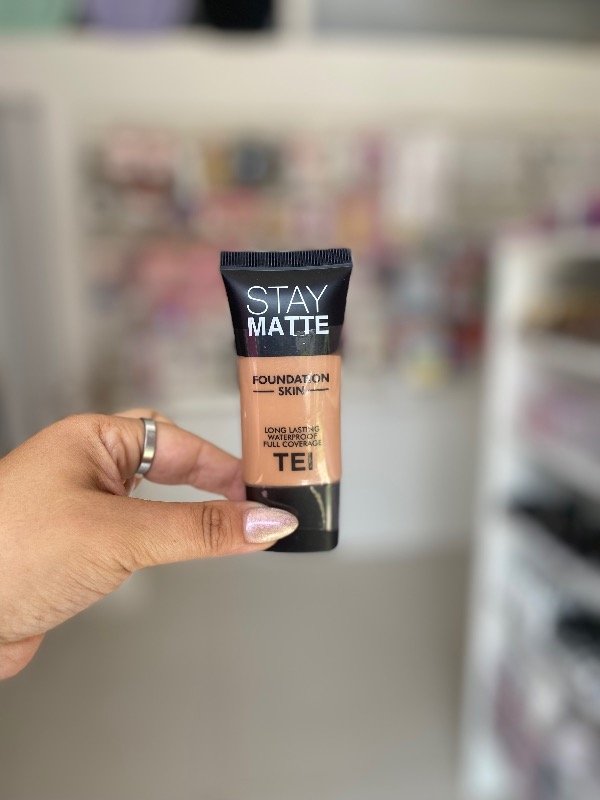 STAY
MATTE
FOUNDATION
SKIN
LONG LASTING
WATERPROOF
FULL COVERAGE
TEI